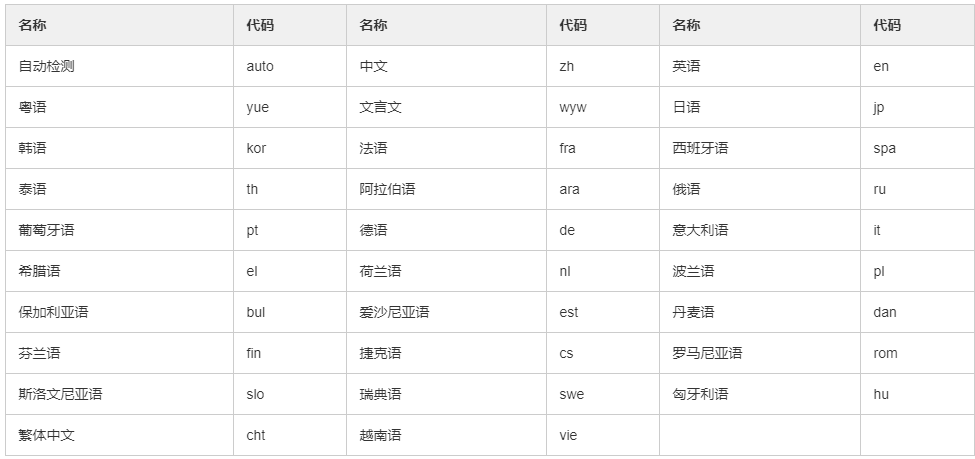 名称 代码 名称 代码 名称 代码
自动检测 auto 中文 zh 英语 en
粤语 yue 文言文 wyw 日语 jp
韩语 kor 法语 fra 西班牙语 spa
泰语 th 阿拉伯语 ara 俄语 ru
葡萄牙语 pt 德语 de 意大利语 it
希腊语 el 荷兰语 nl 波兰语 pl
保加利亚语 bul 爱沙尼亚语 est 丹麦语 dan
芬兰语 fin 捷克语 cs 罗马尼亚语 rom
斯洛文尼亚语 slo 瑞典语 swe 匈牙利语 hu
繁体中文 cht 越南语 vie